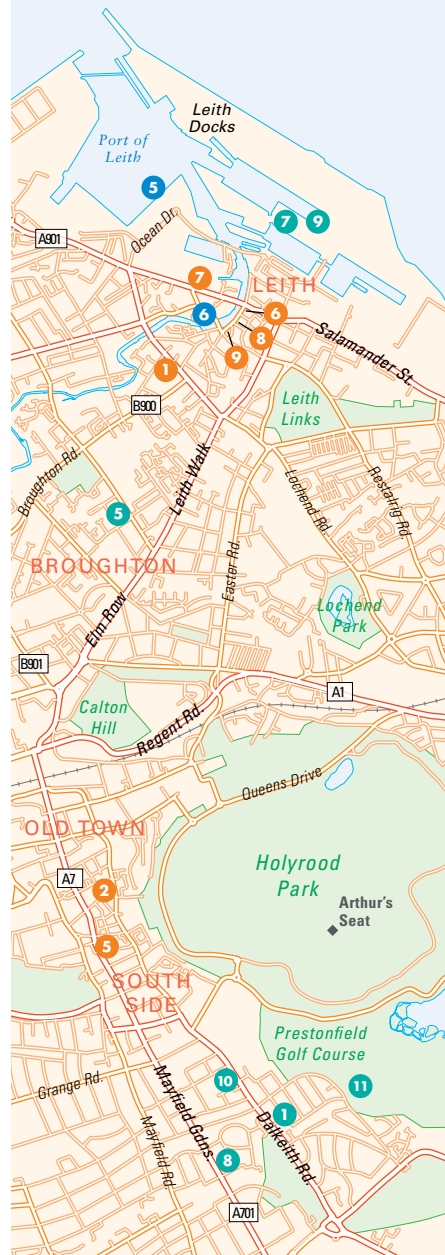 Leith
Docks
Port of
Leith
5
7
9
Ocean Dr.
A901
7
LEITH
6
6
8
Salamander St.
9
1
B900
Leith
Links
Broughton Rd.
Leith Walk
Lochend Rd.
Restalrig Rd.
5
Easter Rd.
BROUGHTON
Elm Row
Lochend
Park
B901
A1
Calton
Hill
Regent Rd.
Queens Drive
OLD TOWN
Holyrood
Park
A7
2
Arthur's
Seat
5
SOUTH
SIDE
Prestonfield
Golf Course
Grange Rd.
10
11
1
Mayfield Gdns.
Dalkeith Rd.
Mayfield Rd.
8
A701